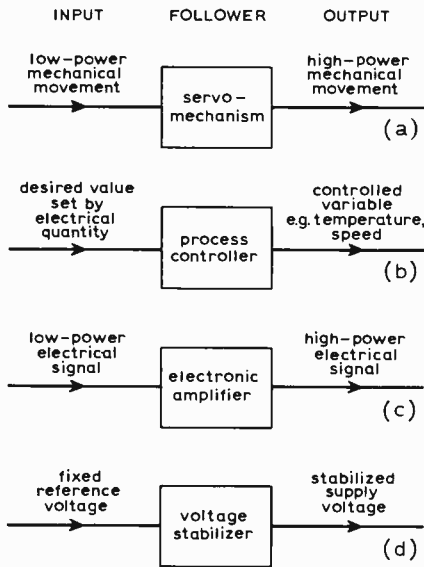 INPUT FOLLOWER OUTPUT
low-power
mechanical
movement
servo-
mechanism
high-power
mechanical
movement
(a)
desired value
set by
electrical
quantity
process
controller
controlled
variable
e.g. temperature,
speed
(b)
low-power
electrical
signal
electronic
amplifier
high-power
electrical
signal
(c)
fixed
reference
voltage
voltage
stabilizer
stabilized
supply
voltage
(d)